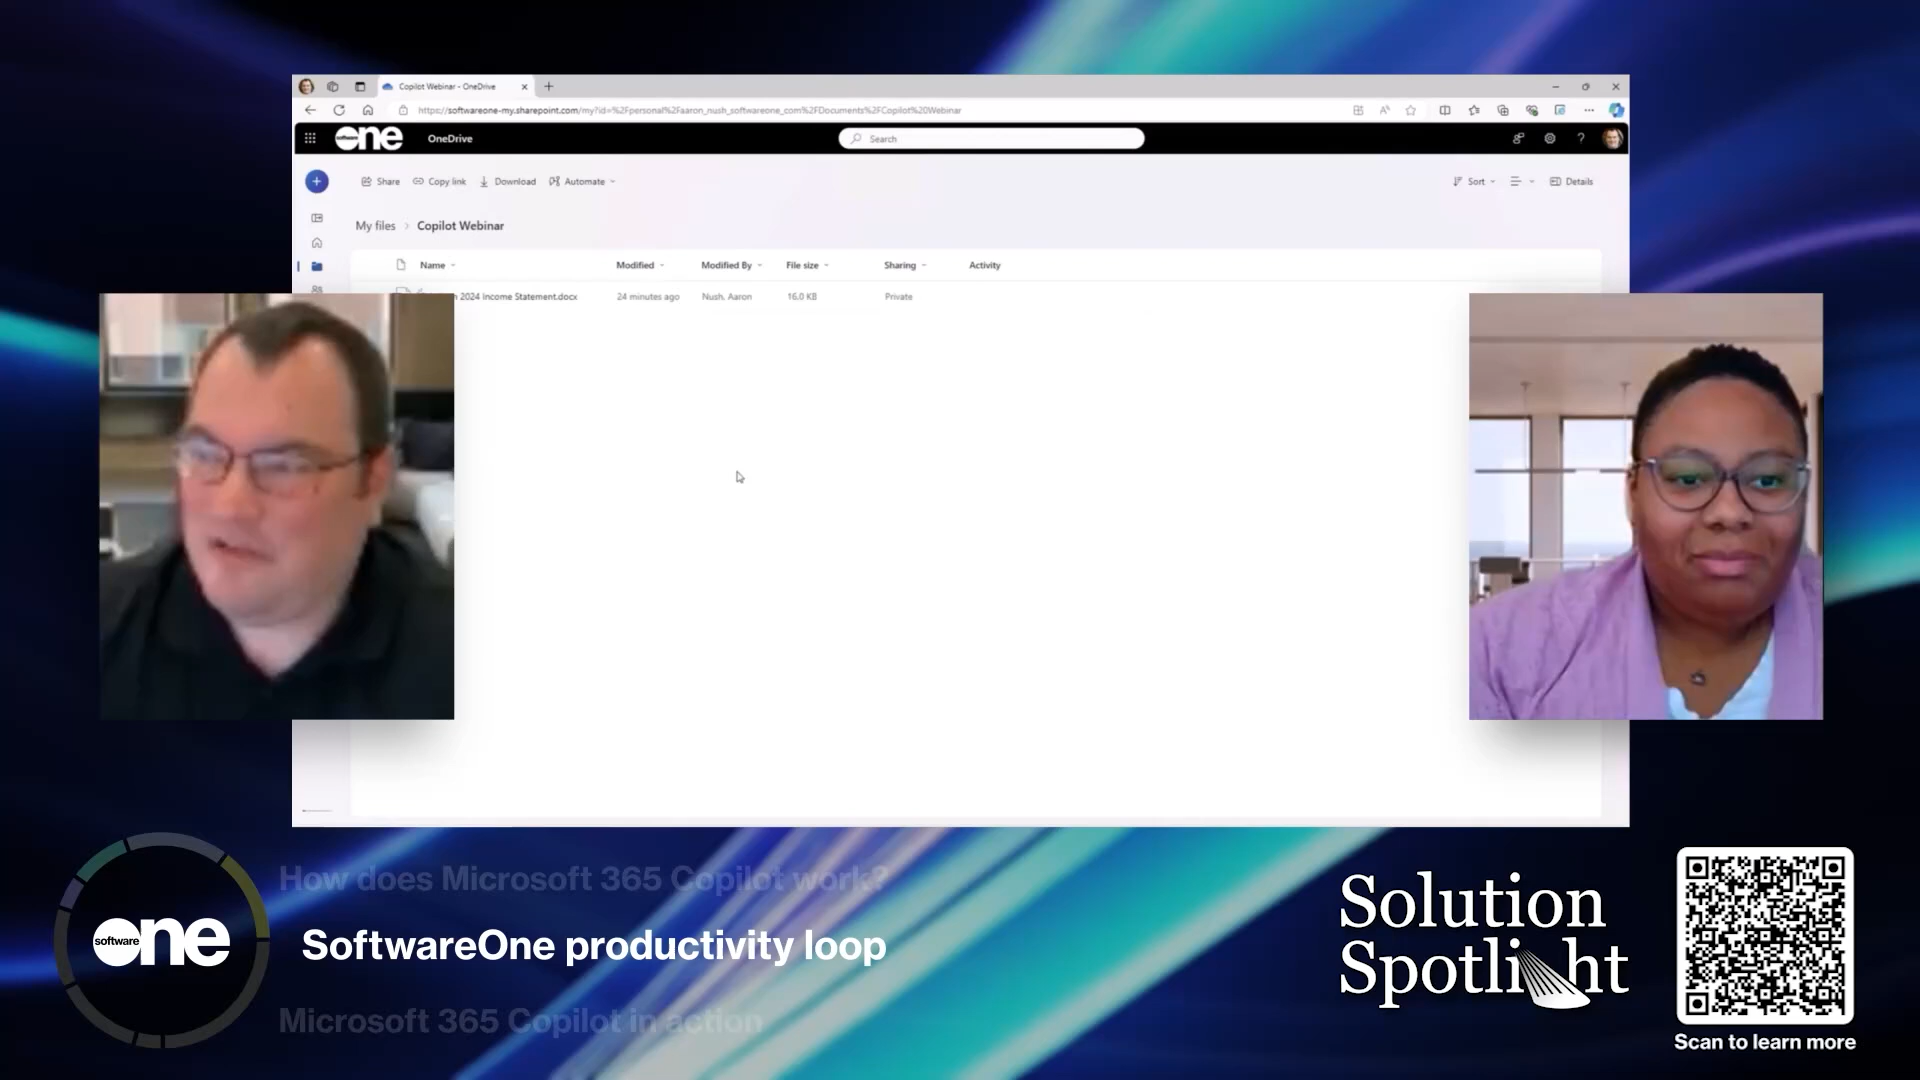 Copilot Webinar - OneDrive
https://softwareone-my.sharepoint.com/my?id=%2Fpersonal%2Faaron_nush_softwareone_com%2FDocuments%2FCopilot%20Webinar
software one
OneDrive
Search
Share
Copy link
Download
Automate
Sort
Details
My files > Copilot Webinar
Name
Modified
Modified By
File size
Sharing
Activity
2024 Income Statement.docx
24 minutes ago
Nush, Aaron
16.0 KB
Private
How does Microsoft 365 Copilot work?
software one
SoftwareOne productivity loop
Microsoft 365 Copilot in action
Solution
Spotlight
Scan to learn more